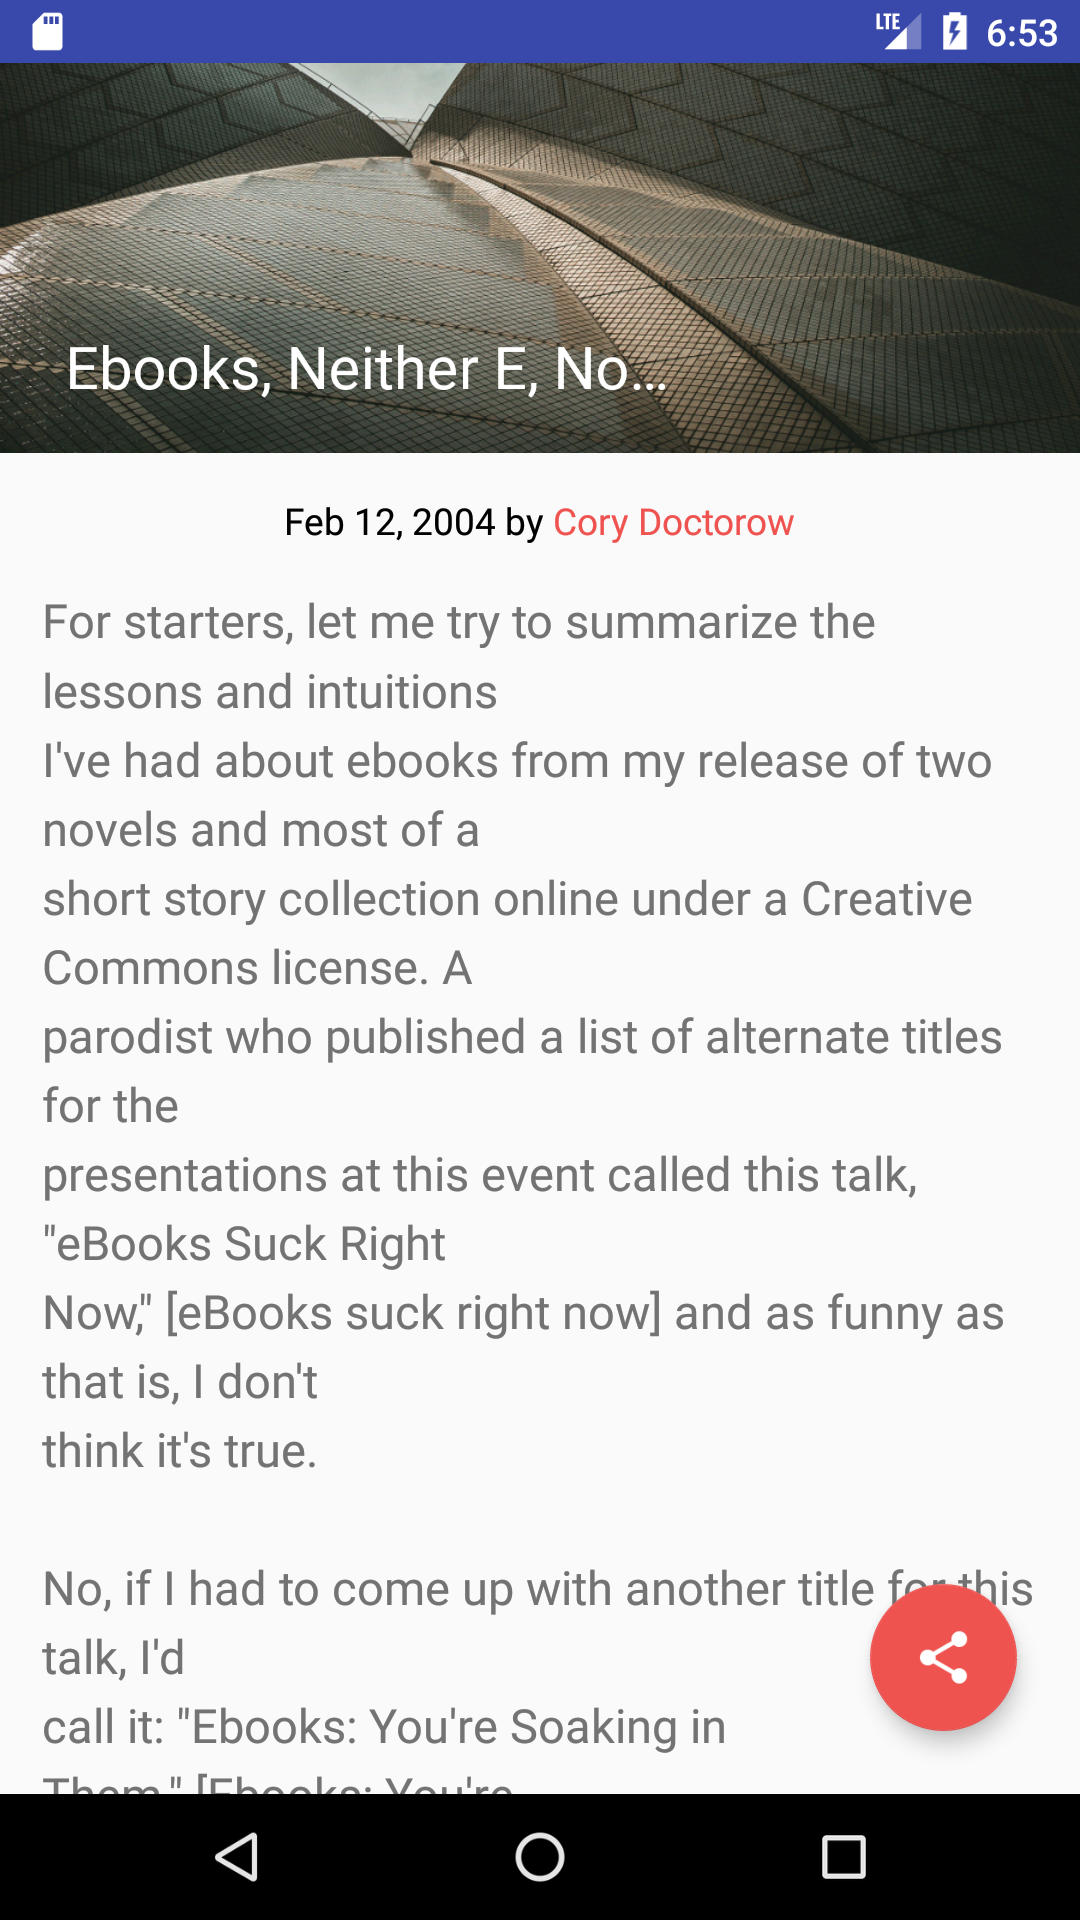 LTE 6:53
Ebooks, Neither E, No...
Feb 12, 2004 by Cory Doctorow
For starters, let me try to summarize the
lessons and intuitions
I've had about ebooks from my release of two
novels and most of a
short story collection online under a Creative
Commons license. A
parodist who published a list of alternate titles
for the
presentations at this event called this talk,
"eBooks Suck Right
Now," [eBooks suck right now] and as funny as
that is, I don't
think it's true.
No, if I had to come up with another title for this
talk, I'd
call it: "Ebooks: You're Soaking in
Them." [Ebooks: You're